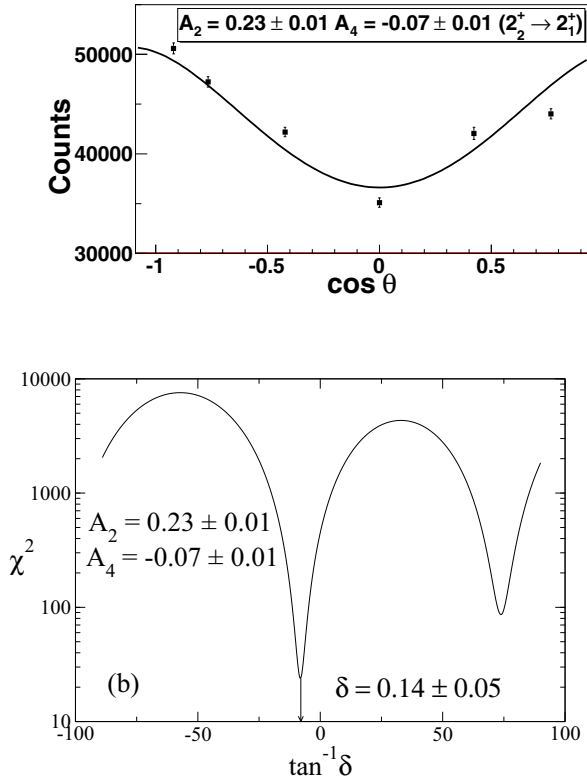 A₂ = 0.23 ± 0.01 A₄ = -0.07 ± 0.01 (2₂⁺ → 2₁⁺)
50000
40000
30000
Counts
-1 -0.5 0 0.5
cos θ
10000
1000
100
10
χ²
A₂ = 0.23 ± 0.01
A₄ = -0.07 ± 0.01
(b)
δ = 0.14 ± 0.05
-100 -50 0 50 100
tan⁻¹δ